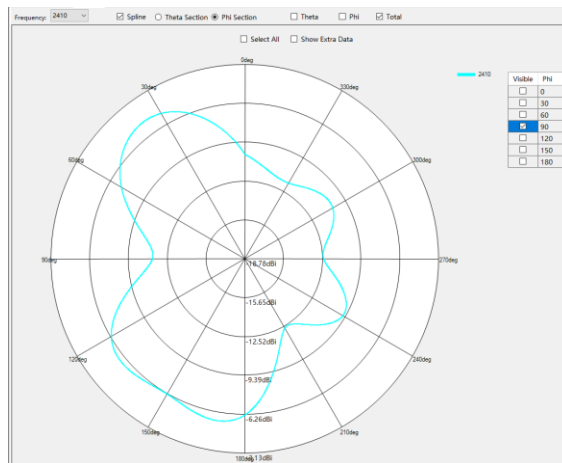 Frequency: 2410 Spline Theta Section Phi Section Theta Phi Total
Select All Show Extra Data
2410
Visible Phi
0
30
60
90
120
150
180
0deg
30deg
330deg
60deg
300deg
90deg
270deg
120deg
240deg
150deg
210deg
180deg
-18.78dBi
-15.65dBi
-12.52dBi
-9.39dBi
-6.26dBi
3.13dBi